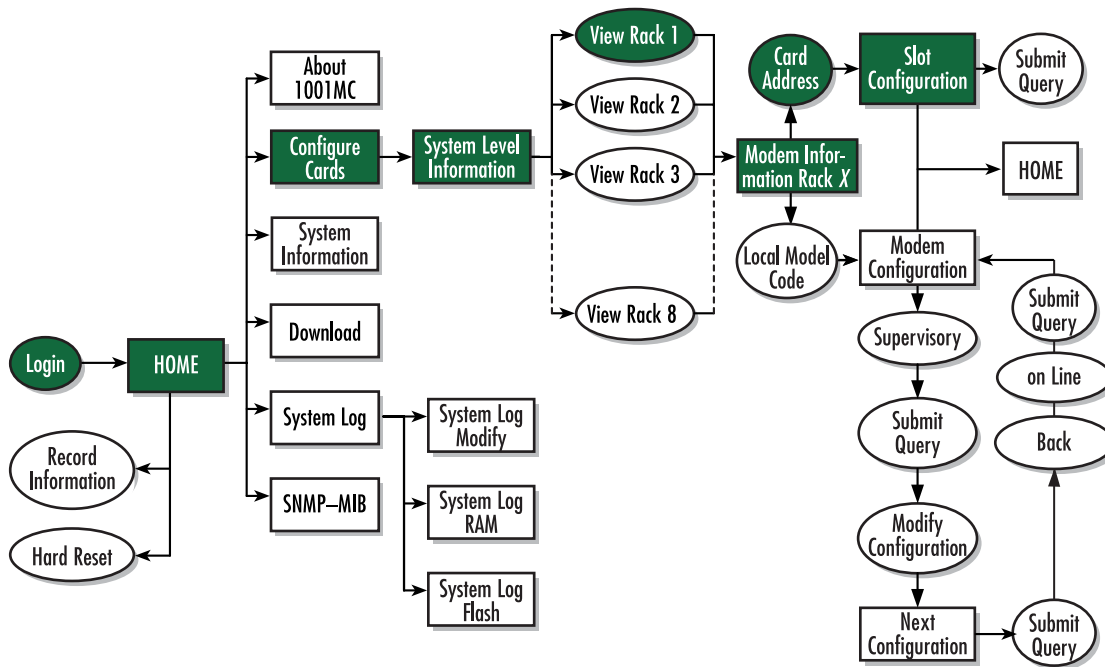 Login
HOME
Record
Information
Hard Reset
About
1001MC
Configure
Cards
System
Information
Download
System Log
SNMP–MIB
System Log
Modify
System Log
RAM
System Log
Flash
System Level
Information
View Rack 1
View Rack 2
View Rack 3
View Rack 8
Modem Infor-
mation Rack X
Card
Address
Local Model
Code
Slot
Configuration
Submit
Query
HOME
Modem
Configuration
Supervisory
Submit
Query
Modify
Configuration
Next
Configuration
Submit
Query
Back
on Line
Submit
Query